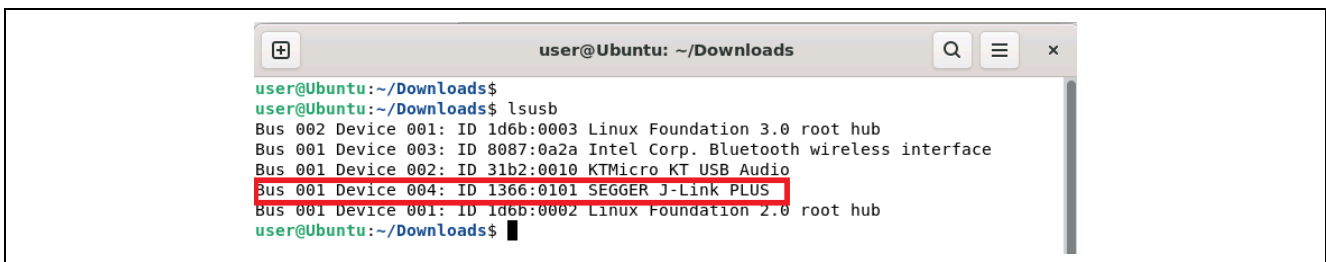 user@Ubuntu: ~/Downloads
user@Ubuntu:~/Downloads$
user@Ubuntu:~/Downloads$ lsusb
Bus 002 Device 001: ID 1d6b:0003 Linux Foundation 3.0 root hub
Bus 001 Device 003: ID 8087:0a2a Intel Corp. Bluetooth wireless interface
Bus 001 Device 002: ID 31b2:0010 KTMicro KT USB Audio
Bus 001 Device 004: ID 1366:0101 SEGGER J-Link PLUS
Bus 001 Device 001: ID 1d6b:0002 Linux Foundation 2.0 root hub
user@Ubuntu:~/Downloads$